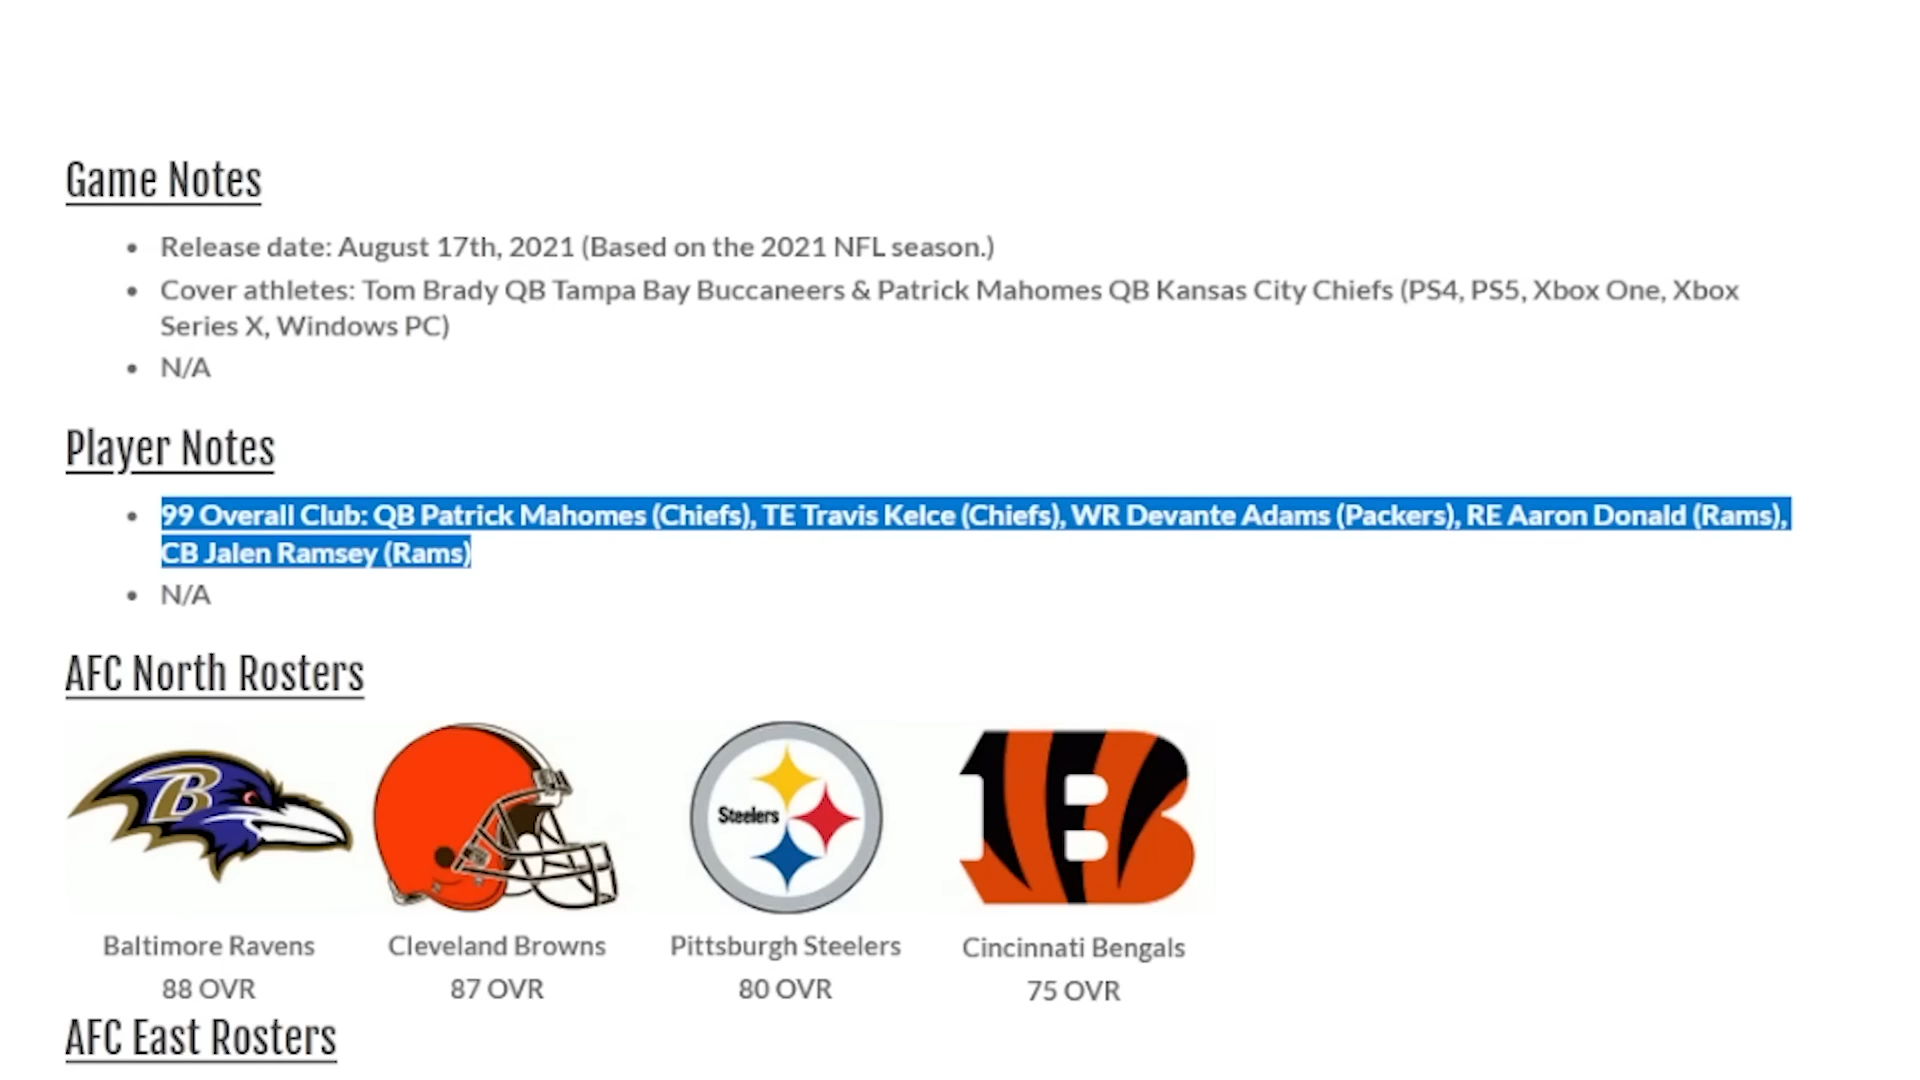 Game Notes
Release date: August 17th, 2021 (Based on the 2021 NFL season.)
Cover athletes: Tom Brady QB Tampa Bay Buccaneers & Patrick Mahomes QB Kansas City Chiefs (PS4, PS5, Xbox One, Xbox
Series X, Windows PC)
N/A
Player Notes
99 Overall Club: QB Patrick Mahomes (Chiefs), TE Travis Kelce (Chiefs), WR Devante Adams (Packers), RE Aaron Donald (Rams),
CB Jalen Ramsey (Rams)
N/A
AFC North Rosters
B
Steelers
B
Baltimore Ravens
Cleveland Browns
Pittsburgh Steelers
Cincinnati Bengals
88 OVR
87 OVR
80 OVR
75 OVR
AFC East Rosters